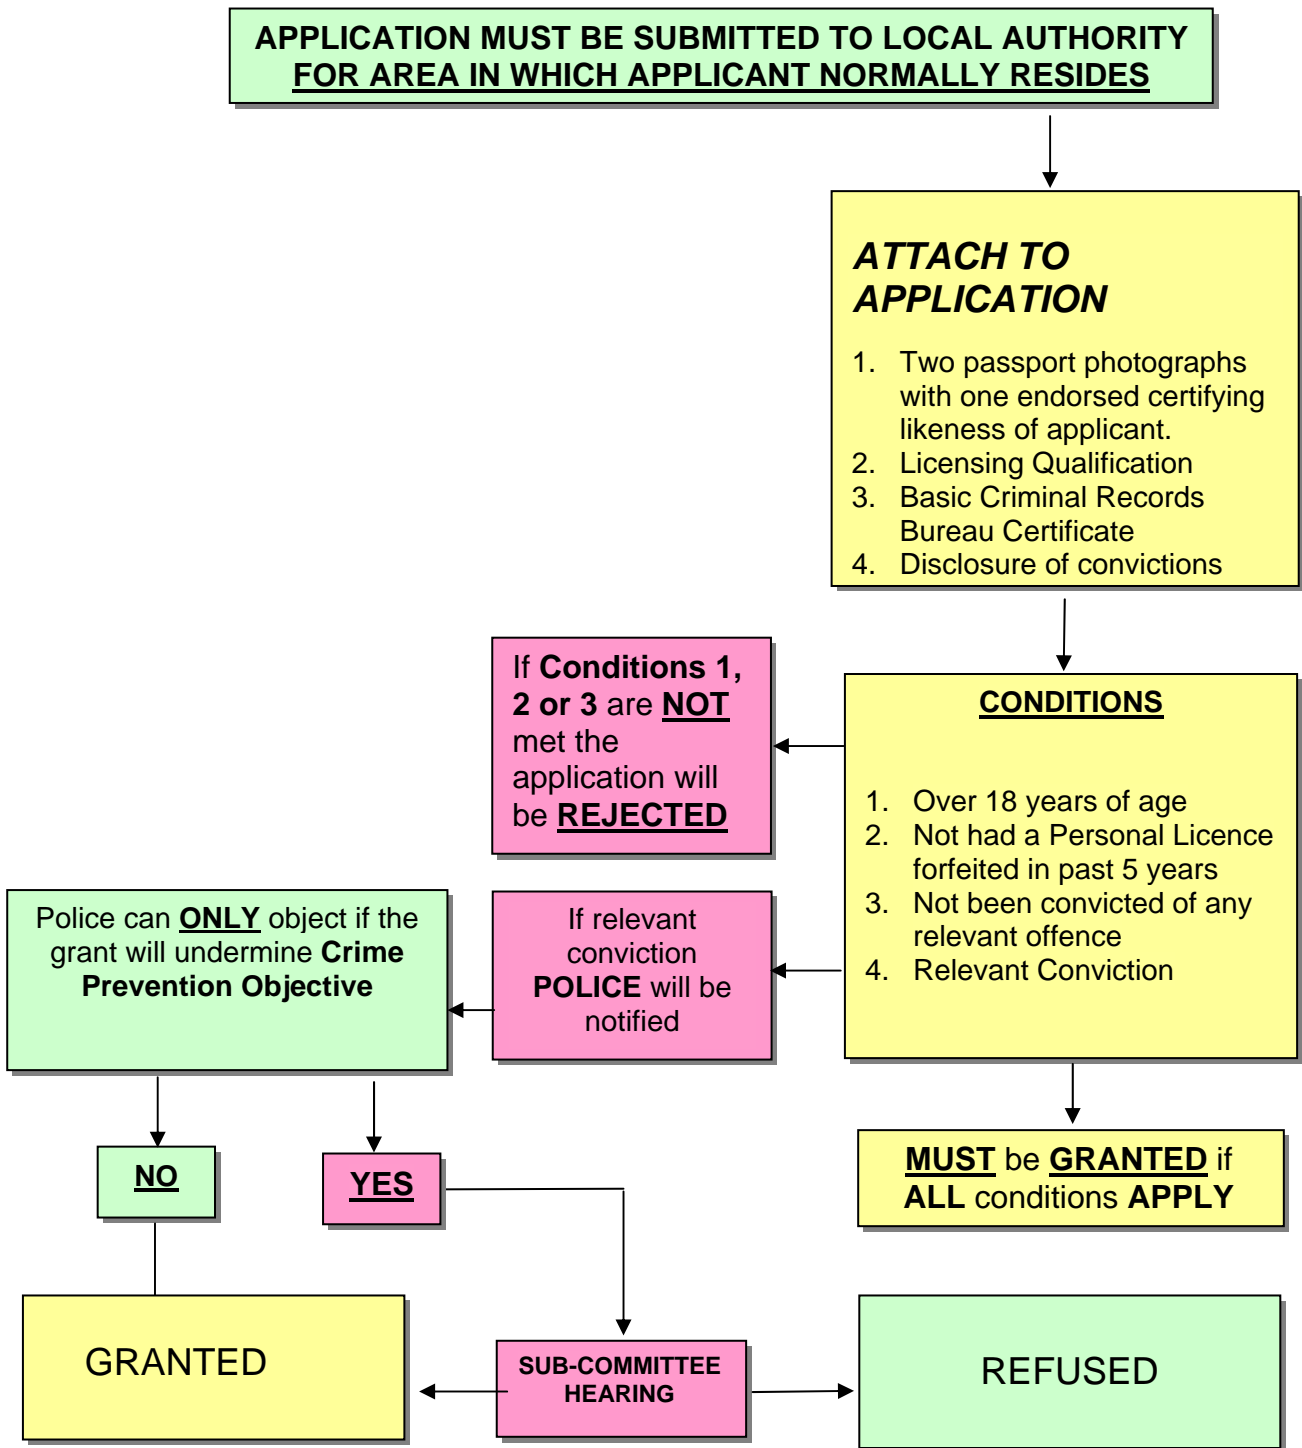 APPLICATION MUST BE SUBMITTED TO LOCAL AUTHORITY
FOR AREA IN WHICH APPLICANT NORMALLY RESIDES
ATTACH TO
APPLICATION
1. Two passport photographs
with one endorsed certifying
likeness of applicant.
2. Licensing Qualification
3. Basic Criminal Records
Bureau Certificate
4. Disclosure of convictions
If Conditions 1,
2 or 3 are NOT
met the
application will
be REJECTED
CONDITIONS
1. Over 18 years of age
2. Not had a Personal Licence
forfeited in past 5 years
3. Not been convicted of any
relevant offence
4. Relevant Conviction
Police can ONLY object if the
grant will undermine Crime
Prevention Objective
If relevant
conviction
POLICE will be
notified
NO
YES
MUST be GRANTED if
ALL conditions APPLY
GRANTED
SUB-COMMITTEE
HEARING
REFUSED